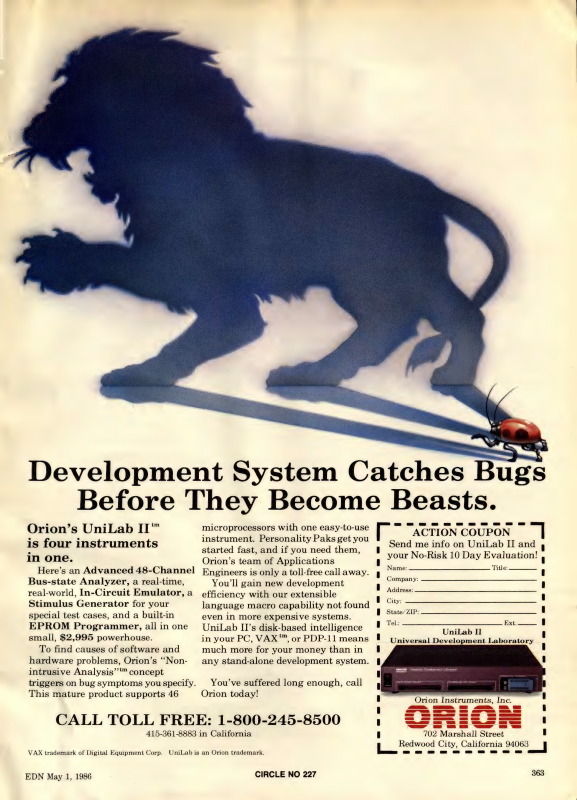 Development System Catches Bugs
Before They Become Beasts.
Orion's UniLab II™
is four instruments
in one.
Here's an Advanced 48-Channel
Bus-state Analyzer, a real-time,
real-world, In-Circuit Emulator, a
Stimulus Generator for your
special test cases, and a built-in
EPROM Programmer, all in one
small, $2,995 powerhouse.
To find causes of software and
hardware problems, Orion's "Non-
intrusive Analysis"™ concept
triggers on bug symptoms you specify.
This mature product supports 46
microprocessors with one easy-to-use
instrument. Personality Paks get you
started fast, and if you need them,
Orion's team of Applications
Engineers is only a toll-free call away.
You'll gain new development
efficiency with our extensible
language macro capability not found
even in more expensive systems.
UniLab II's disk-based intelligence
in your PC, VAX™, or PDP-11 means
much more for your money than in
any stand-alone development system.
You've suffered long enough, call
Orion today!
CALL TOLL FREE: 1-800-245-8500
415-361-8883 in California
VAX trademark of Digital Equipment Corp. UniLab is an Orion trademark.
ACTION COUPON
Send me info on UniLab II and
your No-Risk 10 Day Evaluation!
Name: Title:
Company:
Address:
City:
State/ZIP:
Tel.: Ext.
UniLab II
Universal Development Laboratory
Orion Instruments, Inc.
ORION
702 Marshall Street
Redwood City, California 94063
EDN May 1, 1986
CIRCLE NO 227
363